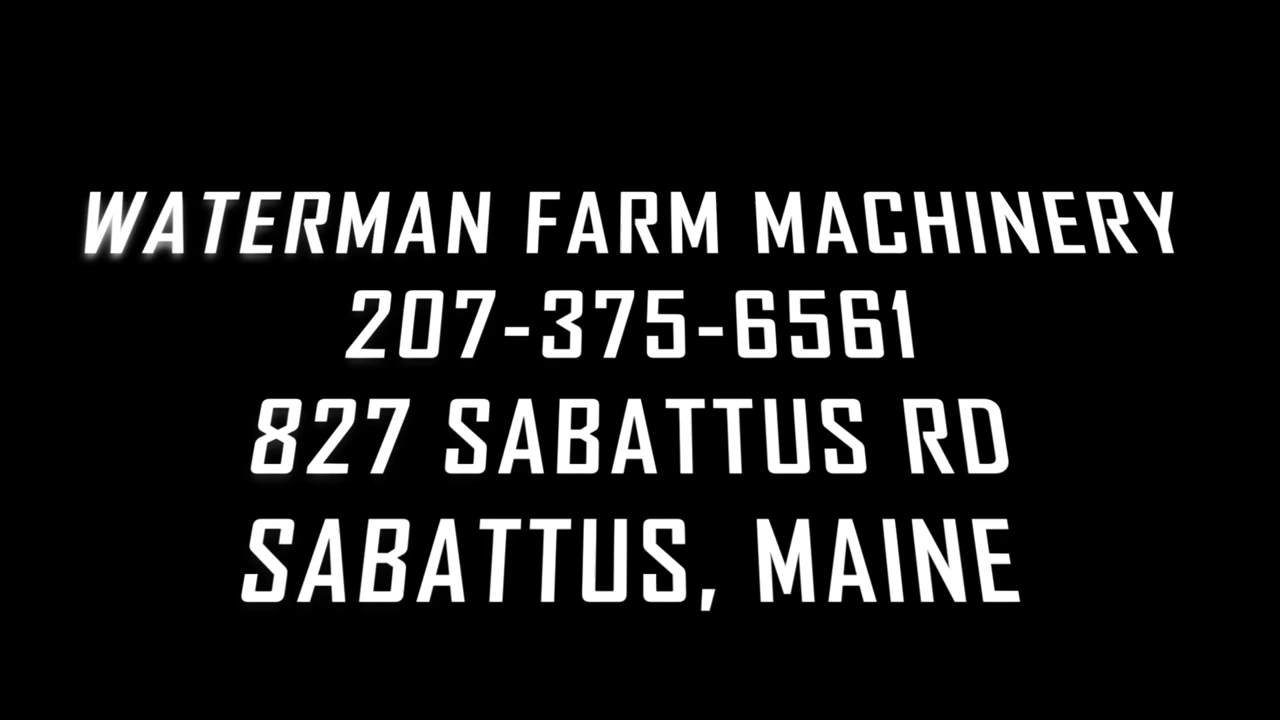 WATERMAN FARM MACHINERY
207-375-6561
827 SABATTUS RD
SABATTUS, MAINE